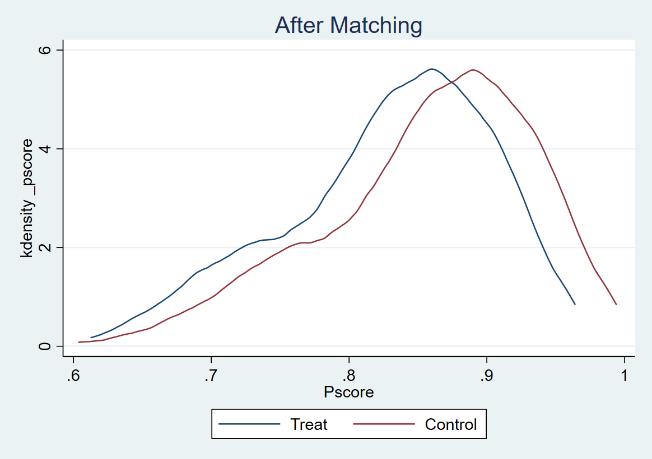 After Matching
kdensity _pscore
0
2
4
6
.6
.7
.8
.9
1
Pscore
Treat
Control